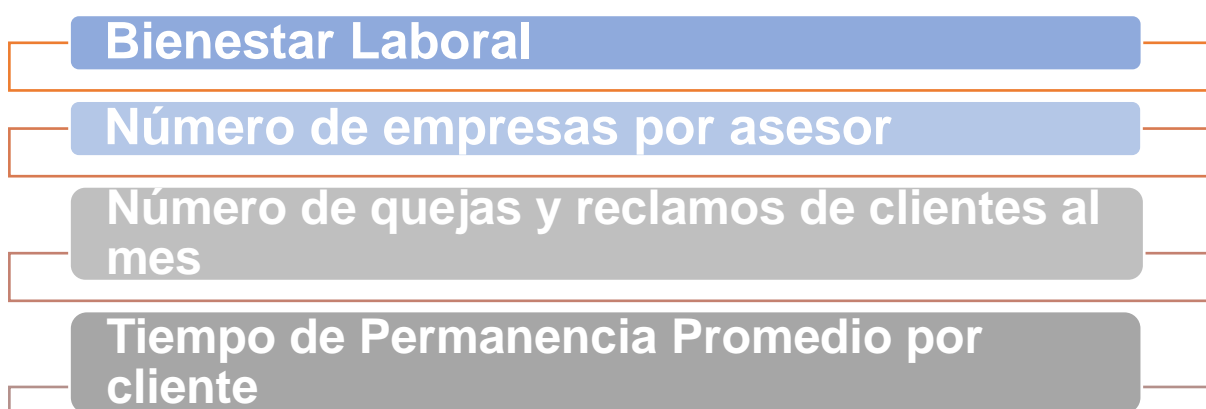 Bienestar Laboral
Número de empresas por asesor
Número de quejas y reclamos de clientes al
mes
Tiempo de Permanencia Promedio por
cliente